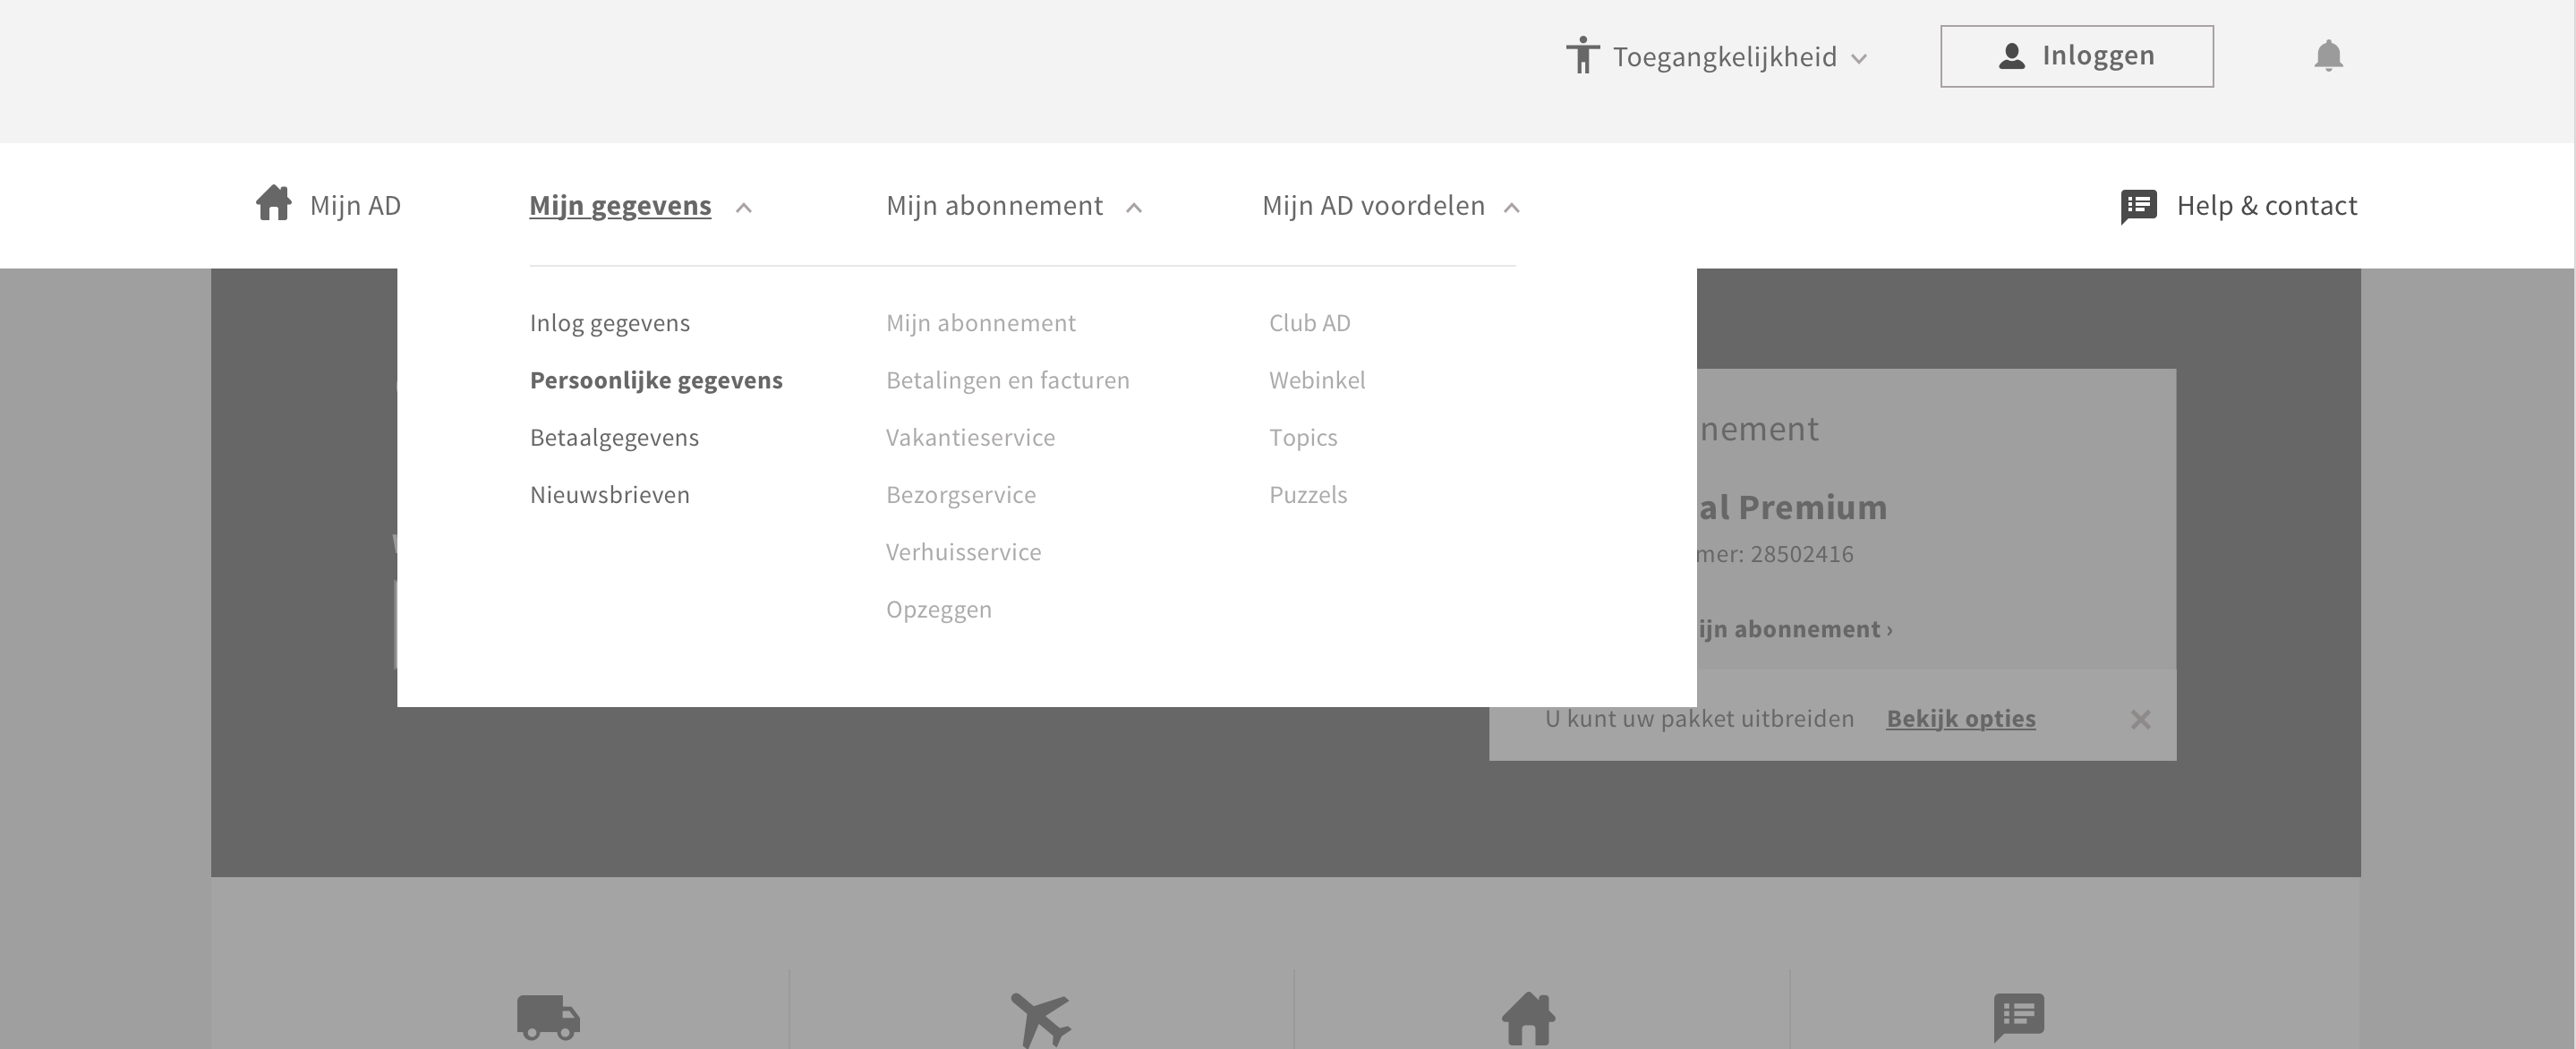 Toegangkelijkheid
Inloggen
Mijn AD
Mijn gegevens
Mijn abonnement
Mijn AD voordelen
Help & contact
Inlog gegevens
Persoonlijke gegevens
Betaalgegevens
Nieuwsbrieven
Mijn abonnement
Betalingen en facturen
Vakantieservice
Bezorgservice
Verhuisservice
Opzeggen
Club AD
Webinkel
Topics
Puzzels
nement
al Premium
mer: 28502416
ijn abonnement ›
U kunt uw pakket uitbreiden Bekijk opties